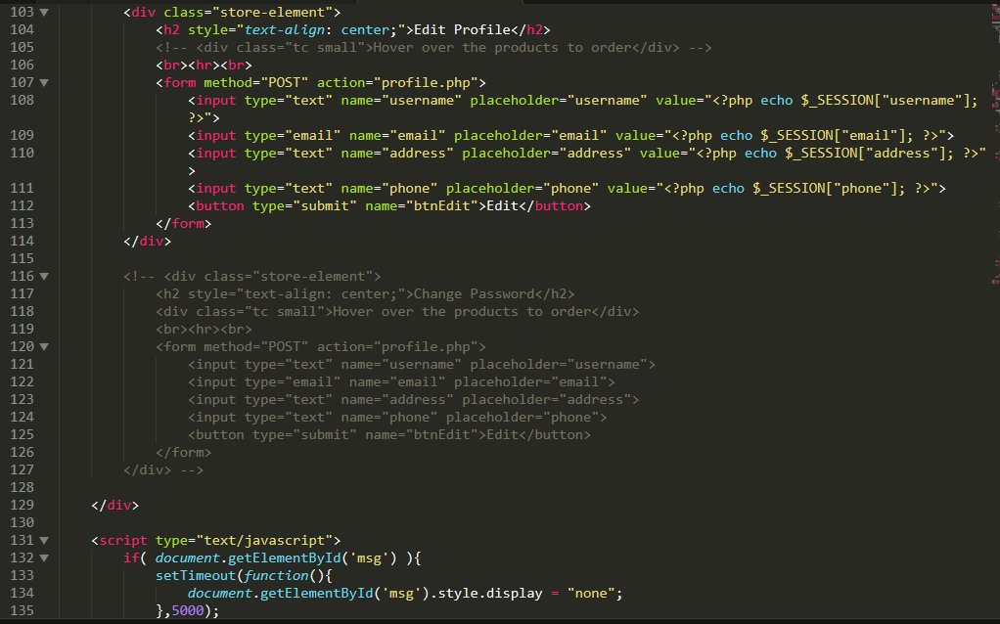 103 <div class="store-element">
104 <h2 style="text-align: center;">Edit Profile</h2>
105 <!-- <div class="tc small">Hover over the products to order</div> -->
106 <br><hr><br>
107 <form method="POST" action="profile.php">
108 <input type="text" name="username" placeholder="username" value="<?php echo $_SESSION["username"];
?>">
109 <input type="email" name="email" placeholder="email" value="<?php echo $_SESSION["email"]; ?>">
110 <input type="text" name="address" placeholder="address" value="<?php echo $_SESSION["address"]; ?>"
>
111 <input type="text" name="phone" placeholder="phone" value="<?php echo $_SESSION["phone"]; ?>">
112 <button type="submit" name="btnEdit">Edit</button>
113 </form>
114 </div>
115
116 <!-- <div class="store-element">
117 <h2 style="text-align: center;">Change Password</h2>
118 <div class="tc small">Hover over the products to order</div>
119 <br><hr><br>
120 <form method="POST" action="profile.php">
121 <input type="text" name="username" placeholder="username">
122 <input type="email" name="email" placeholder="email">
123 <input type="text" name="address" placeholder="address">
124 <input type="text" name="phone" placeholder="phone">
125 <button type="submit" name="btnEdit">Edit</button>
126 </form>
127 </div> -->
128
129 </div>
130
131 <script type="text/javascript">
132 if( document.getElementById('msg') ){
133 setTimeout(function(){
134 document.getElementById('msg').style.display = "none";
135 },5000);